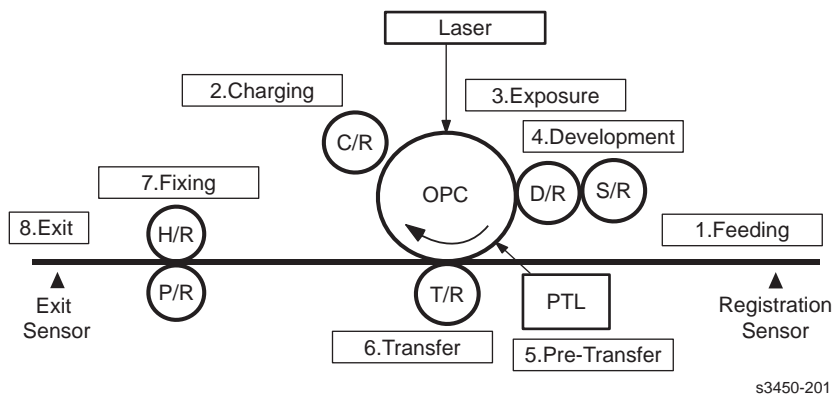 Laser
2.Charging
3.Exposure
4.Development
C/R
7.Fixing
OPC
D/R
S/R
8.Exit
H/R
1.Feeding
P/R
T/R
PTL
Exit
Sensor
Registration
Sensor
6.Transfer
5.Pre-Transfer
s3450-201